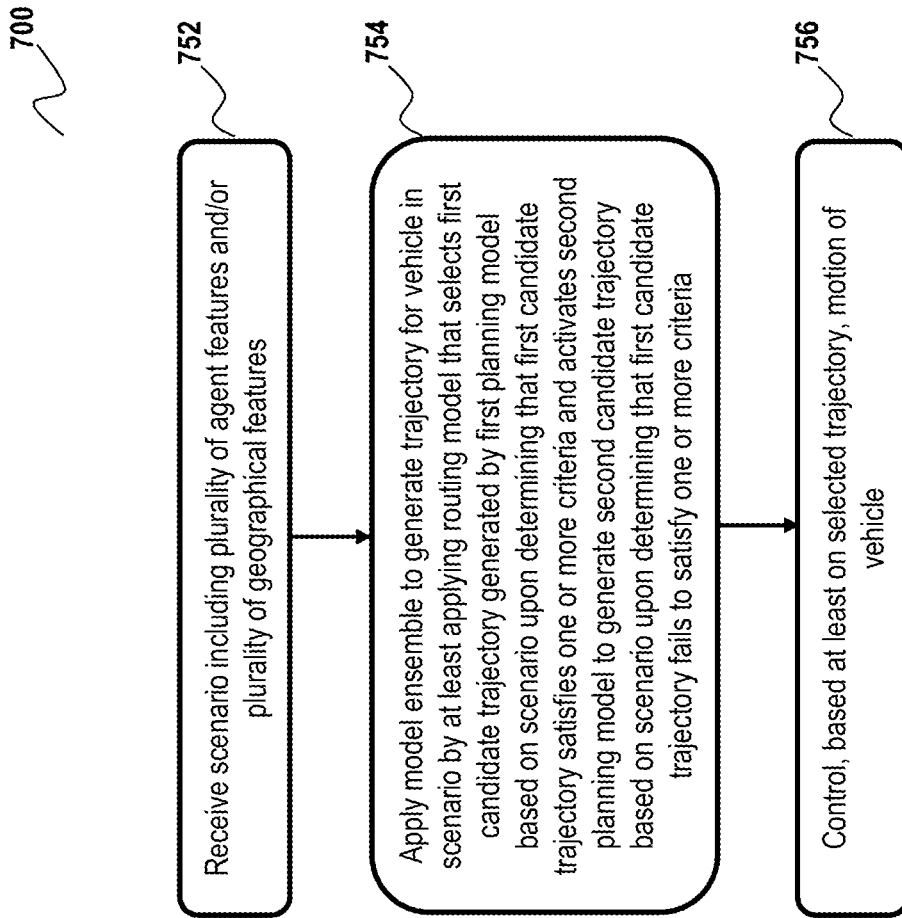 700
752
Receive scenario including plurality of agent features and/or
plurality of geographical features
754
Apply model ensemble to generate trajectory for vehicle in
scenario by at least applying routing model that selects first
candidate trajectory generated by first planning model
based on scenario upon determining that first candidate
trajectory satisfies one or more criteria and activates second
planning model to generate second candidate trajectory
based on scenario upon determining that first candidate
trajectory fails to satisfy one or more criteria
756
Control, based at least on selected trajectory, motion of
vehicle